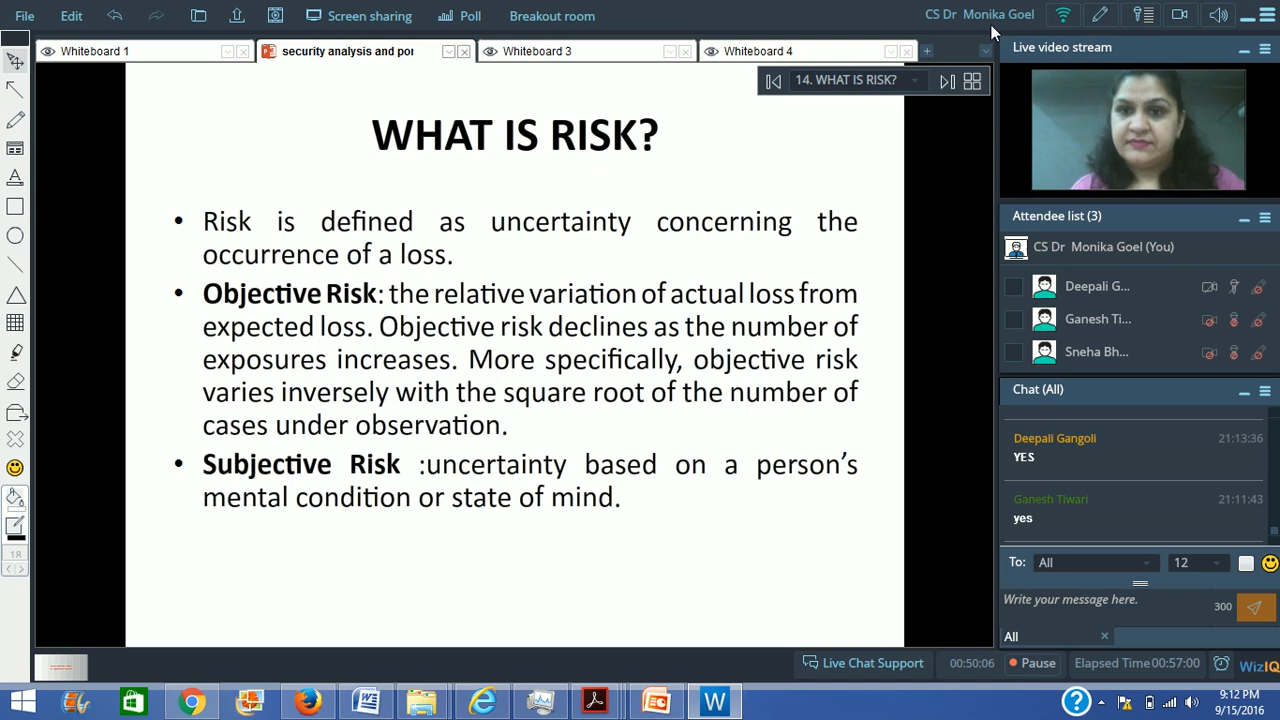 File
Edit
Screen sharing
Poll
Breakout room
CS Dr Monika Goel
Whiteboard 1
security analysis and por
Whiteboard 3
Whiteboard 4
Live video stream
14. WHAT IS RISK?
WHAT IS RISK?
• Risk is defined as uncertainty concerning the
occurrence of a loss.
• Objective Risk: the relative variation of actual loss from
expected loss. Objective risk declines as the number of
exposures increases. More specifically, objective risk
varies inversely with the square root of the number of
cases under observation.
• Subjective Risk :uncertainty based on a person's
mental condition or state of mind.
Attendee list (3)
CS Dr Monika Goel (You)
Deepali G...
Ganesh Ti...
Sneha Bh...
Chat (All)
Deepali Gangoli 21:13:36
YES
Ganesh Tiwari 21:11:43
yes
To: All 12
Write your message here.
300
All
18
Live Chat Support
00:50:06
Pause
Elapsed Time 00:57:00
WizIQ
9:12 PM
9/15/2016